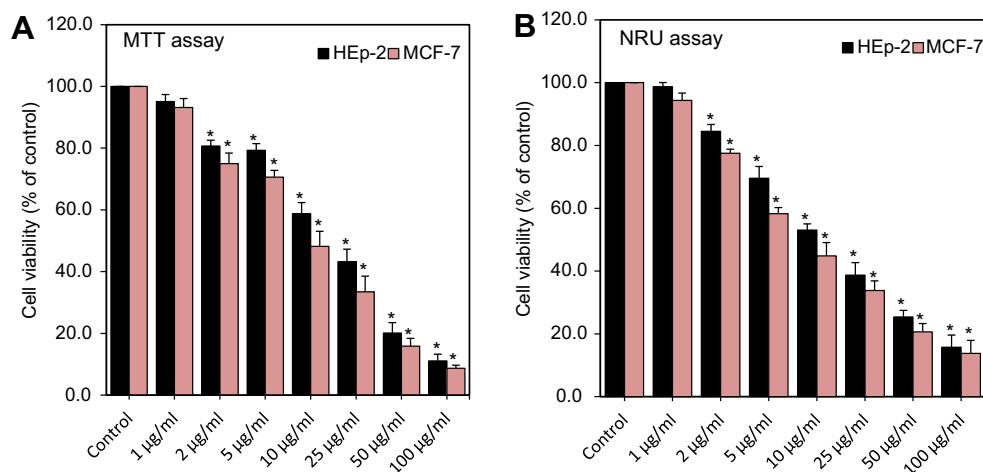 A
MTT assay
HEp-2 MCF-7
Cell viability (% of control)
120.0
100.0
80.0
60.0
40.0
20.0
0.0
* * * * * * * * * * * *
Control
1 µg/ml
2 µg/ml
5 µg/ml
10 µg/ml
25 µg/ml
50 µg/ml
100 µg/ml
B
NRU assay
HEp-2 MCF-7
Cell viability (% of control)
120.0
100.0
80.0
60.0
40.0
20.0
0.0
* * * * * * * * * * * *
Control
1 µg/ml
2 µg/ml
5 µg/ml
10 µg/ml
25 µg/ml
50 µg/ml
100 µg/ml